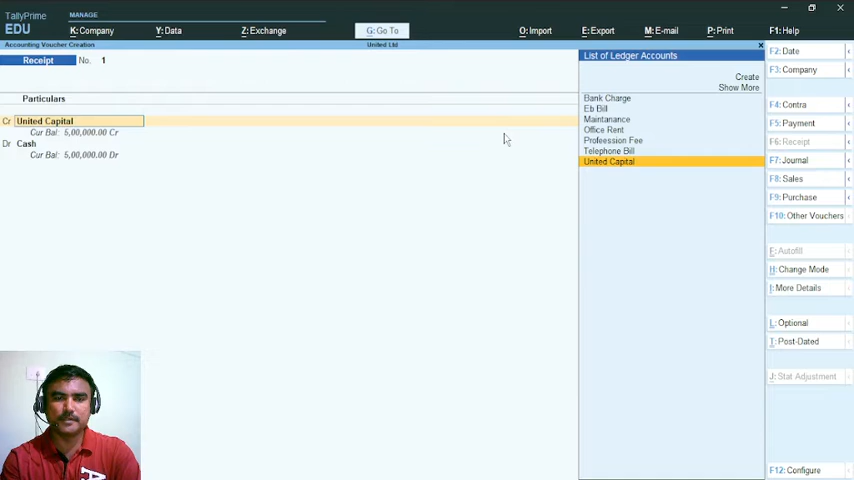 TallyPrime MANAGE
EDU K: Company Y: Data Z: Exchange G: Go To O: Import E: Export M: E-mail P: Print F1: Help
Accounting Voucher Creation United Ltd
Receipt No. 1
Particulars
Cr United Capital
Cur Bal: 5,00,000.00 Cr
Dr Cash
Cur Bal: 5,00,000.00 Dr
List of Ledger Accounts
Create
Show More
Bank Charge
Eb Bill
Maintanance
Office Rent
Profeession Fee
Telephone Bill
United Capital
F2: Date
F3: Company
F4: Contra
F5: Payment
F6: Receipt
F7: Journal
F8: Sales
F9: Purchase
F10: Other Vouchers
E: Autofill
H: Change Mode
I: More Details
L: Optional
T: Post-Dated
J: Stat Adjustment
F12: Configure